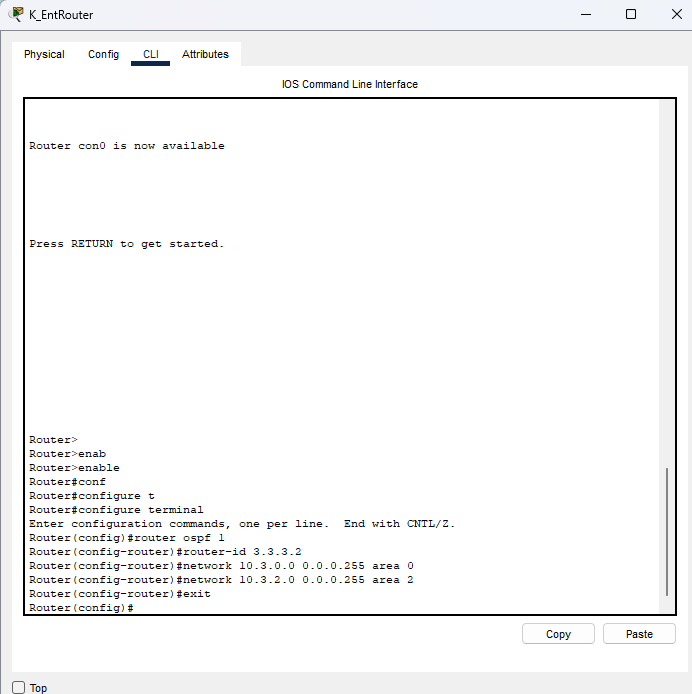 K_EntRouter
Physical Config CLI Attributes
IOS Command Line Interface
Router con0 is now available
Press RETURN to get started.
Router>
Router>enab
Router>enable
Router#conf
Router#configure t
Router#configure terminal
Enter configuration commands, one per line.  End with CNTL/Z.
Router(config)#router ospf 1
Router(config-router)#router-id 3.3.3.2
Router(config-router)#network 10.3.0.0 0.0.0.255 area 0
Router(config-router)#network 10.3.2.0 0.0.0.255 area 2
Router(config-router)#exit
Router(config)#
Copy Paste
Top